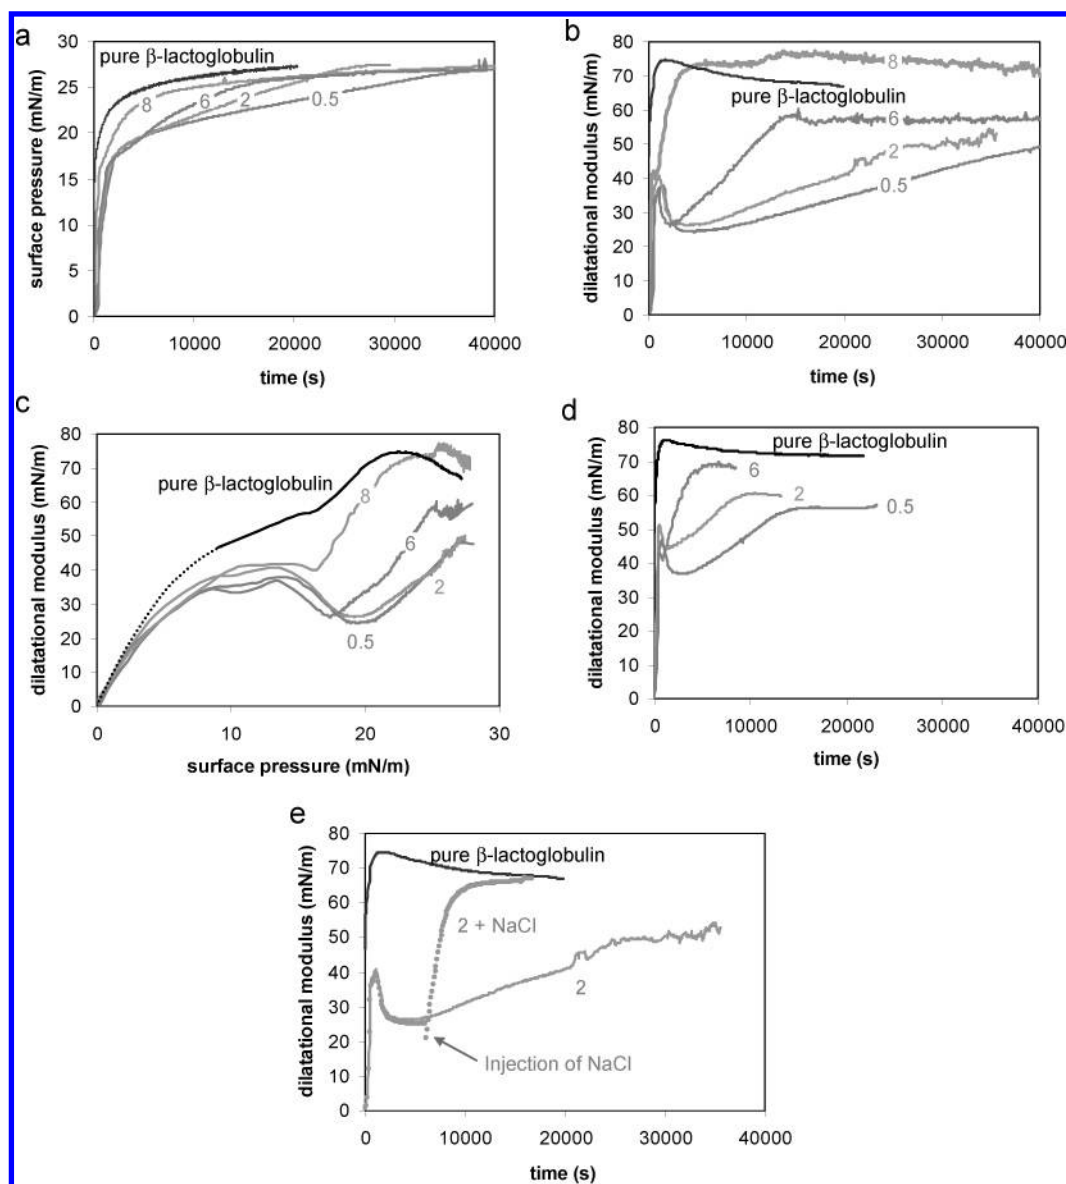 a
30
25
20
15
10
5
0
surface pressure (mN/m)
pure β-lactoglobulin
8
6
2
0.5
0 10000 20000 30000 40000
time (s)
b
80
70
60
50
40
30
20
10
0
dilatational modulus (mN/m)
8
pure β-lactoglobulin
6
2
0.5
0 10000 20000 30000 40000
time (s)
c
80
70
60
50
40
30
20
10
0
dilatational modulus (mN/m)
pure β-lactoglobulin
8
6
2
0.5
0 10 20 30
surface pressure (mN/m)
d
80
70
60
50
40
30
20
10
0
dilatational modulus (mN/m)
pure β-lactoglobulin
6
2
0.5
0 10000 20000 30000 40000
time (s)
e
80
70
60
50
40
30
20
10
0
dilatational modulus (mN/m)
pure β-lactoglobulin
2 + NaCl
2
Injection of NaCl
0 10000 20000 30000 40000
time (s)